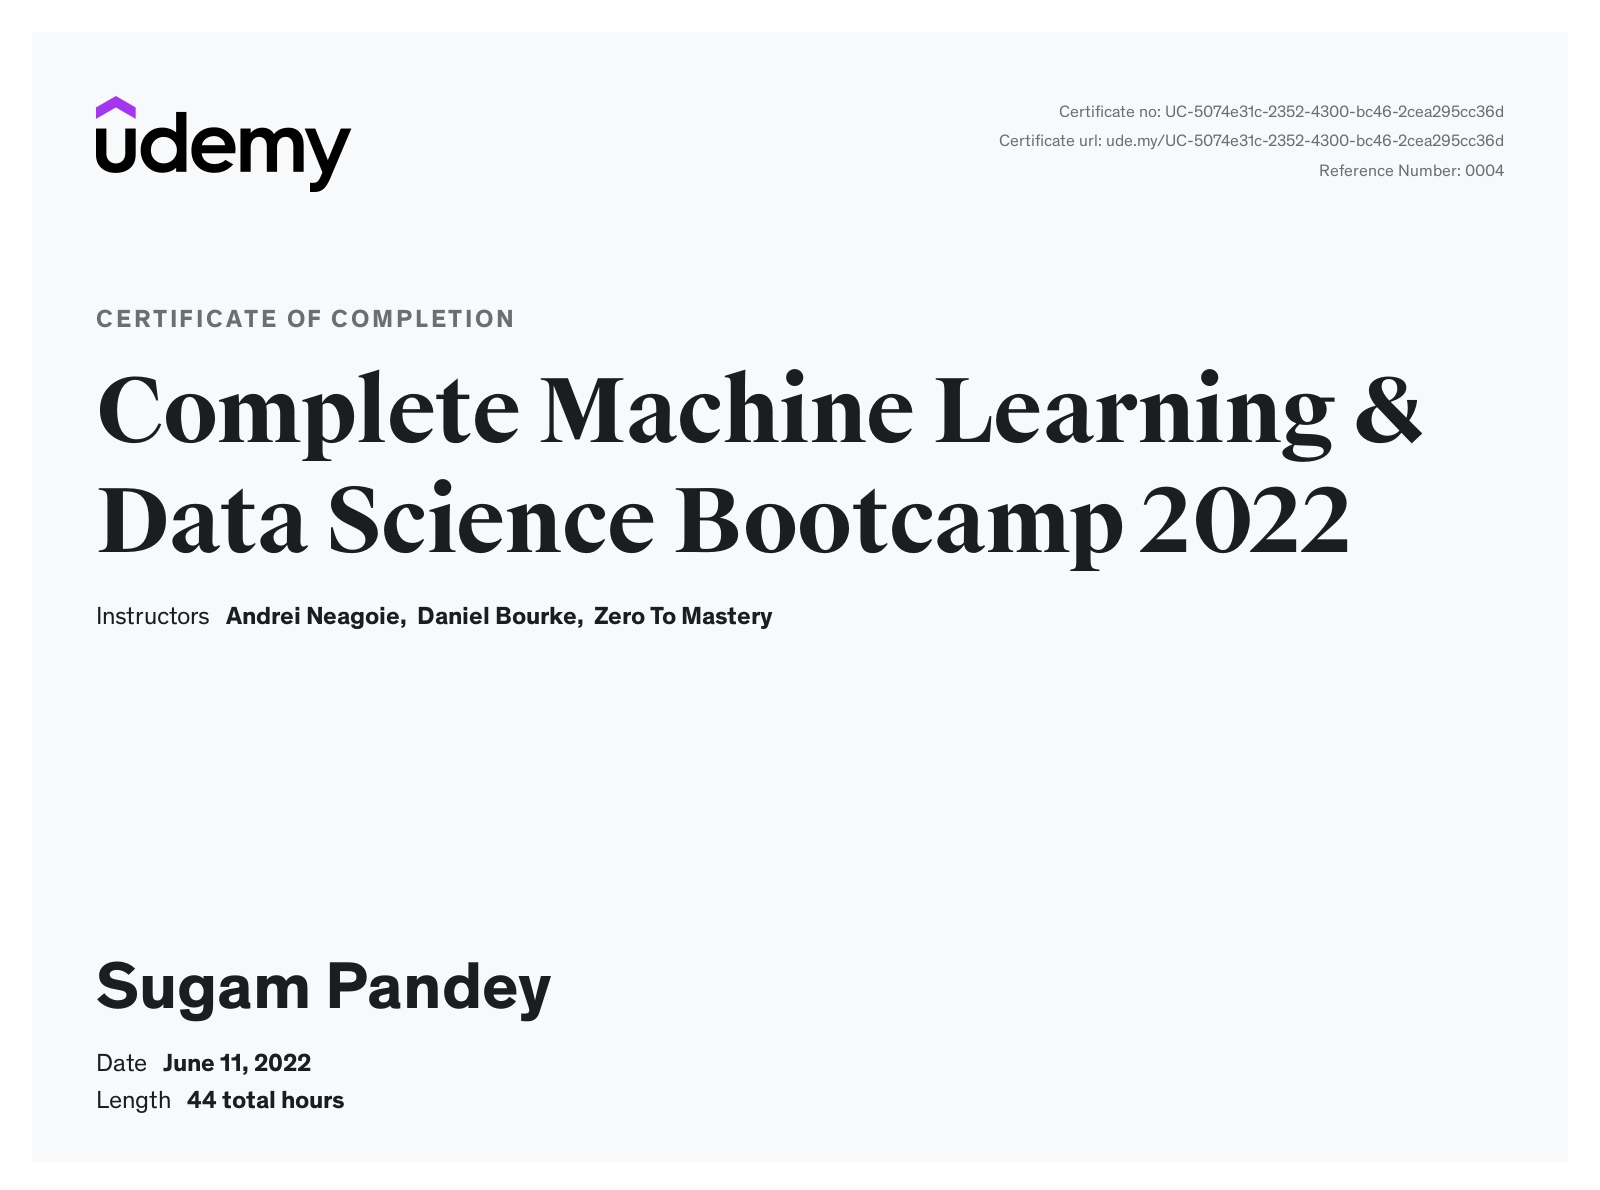 udemy
Certificate no: UC-5074e31c-2352-4300-bc46-2cea295cc36d
Certificate url: ude.my/UC-5074e31c-2352-4300-bc46-2cea295cc36d
Reference Number: 0004
CERTIFICATE OF COMPLETION
Complete Machine Learning &
Data Science Bootcamp 2022
Instructors Andrei Neagoie, Daniel Bourke, Zero To Mastery
Sugam Pandey
Date June 11, 2022
Length 44 total hours